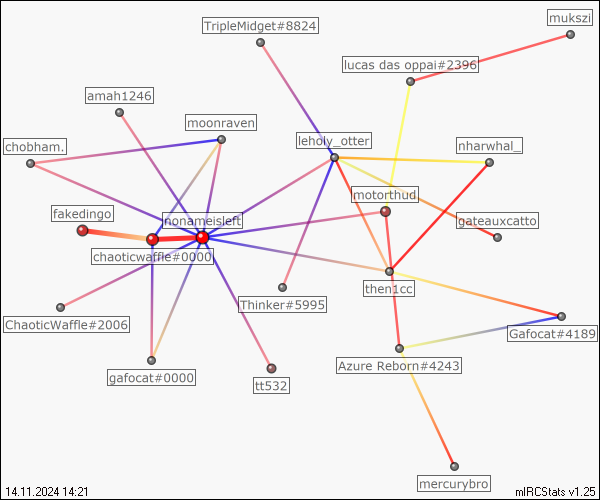 mukszi
TripleMidget#8824
lucas das oppai#2396
amah1246
moonraven
leholy_otter
chobham.
nharwhal_
motorthud
fakedingo
nonameisleft
gateauxcatto
chaoticwaffle#0000
then1cc
Thinker#5995
ChaoticWaffle#2006
Gafocat#4189
Azure Reborn#4243
gafocat#0000
tt532
mercurybro
14.11.2024 14:21
mIRCStats v1.25